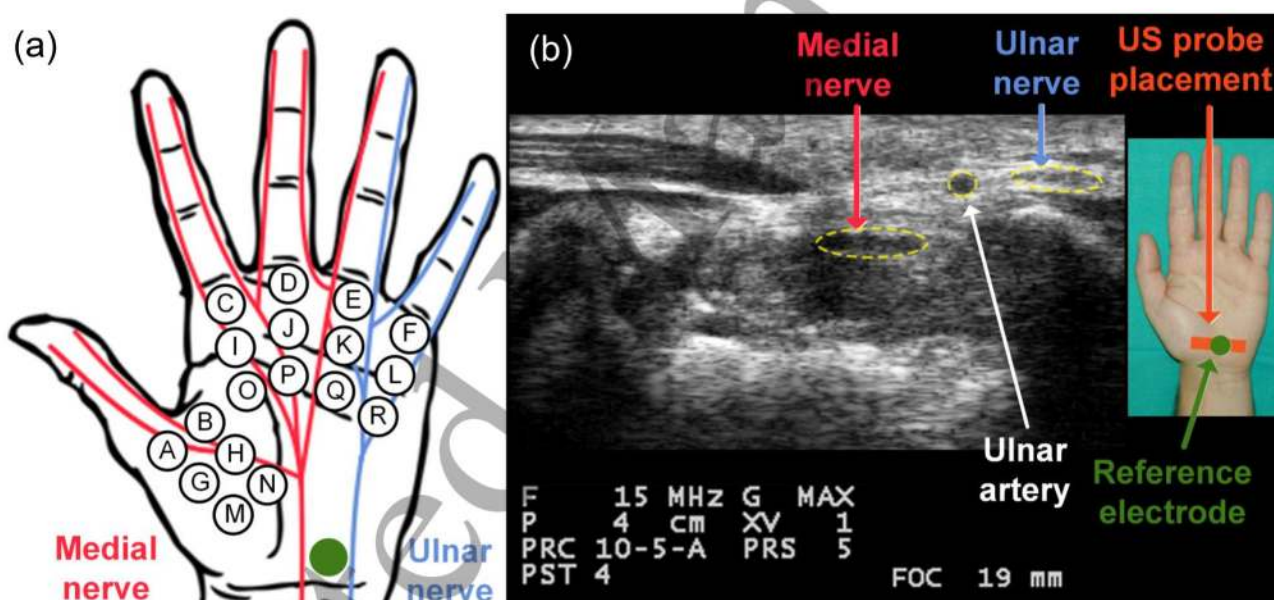 (a)
C
D
E
J
F
I
K
P
L
O
Q
B
R
A
H
G
N
M
Medial
nerve
Ulnar
nerve
(b)
Medial
nerve
Ulnar
nerve
US probe
placement
Ulnar
artery
Reference
electrode
F 15 MHz G MAX
P 4 cm XV 1
PRC 10-5-A PRS 5
PST 4
FOC 19 mm